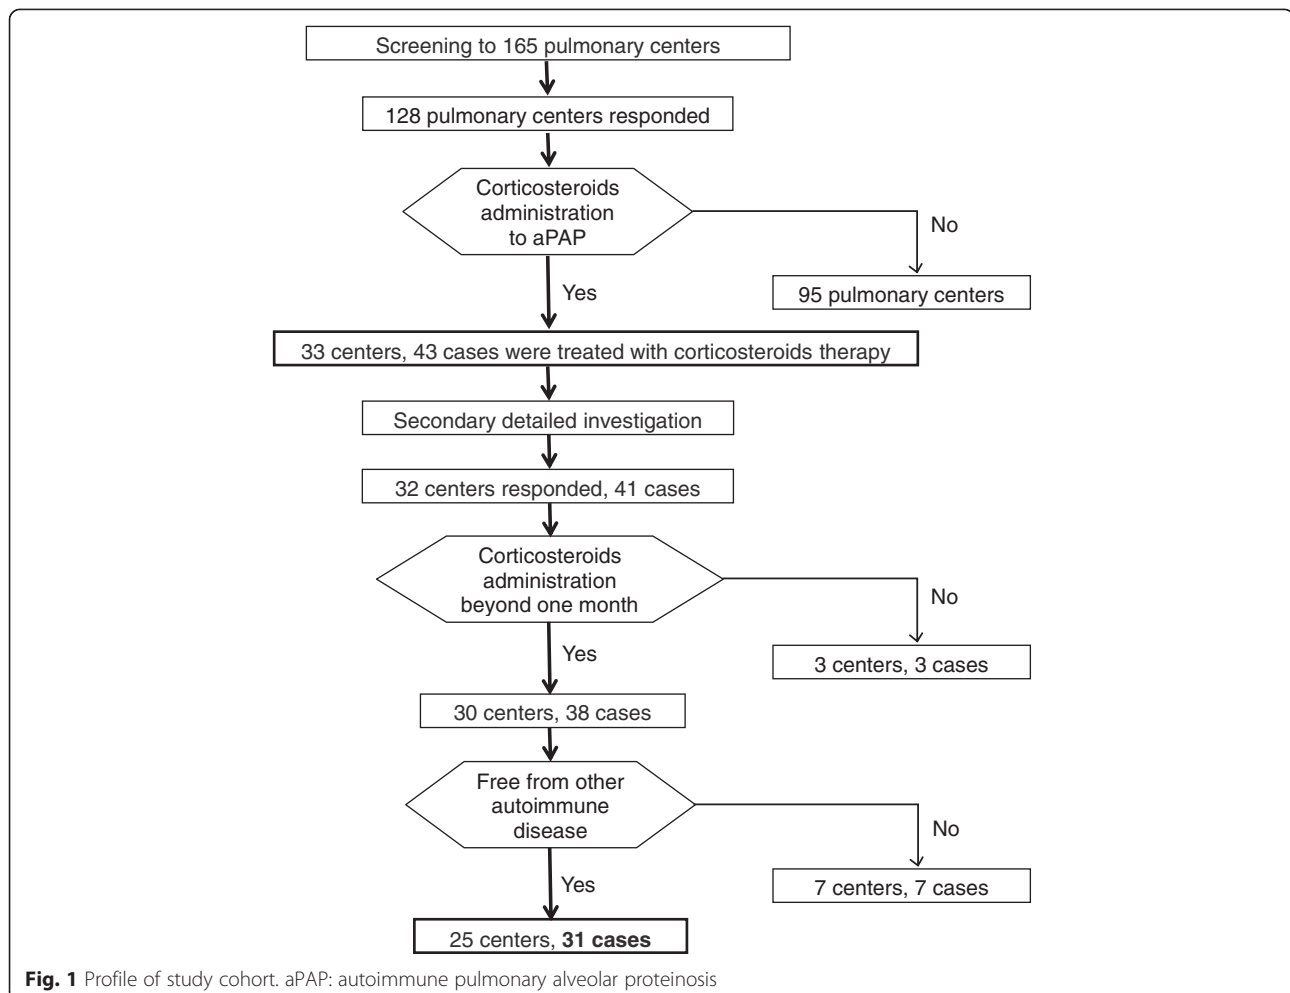 Screening to 165 pulmonary centers
128 pulmonary centers responded
Corticosteroids
administration
to aPAP
No
95 pulmonary centers
Yes
33 centers, 43 cases were treated with corticosteroids therapy
Secondary detailed investigation
32 centers responded, 41 cases
Corticosteroids
administration
beyond one month
No
3 centers, 3 cases
Yes
30 centers, 38 cases
Free from other
autoimmune
disease
No
7 centers, 7 cases
Yes
25 centers, 31 cases
Fig. 1 Profile of study cohort. aPAP: autoimmune pulmonary alveolar proteinosis